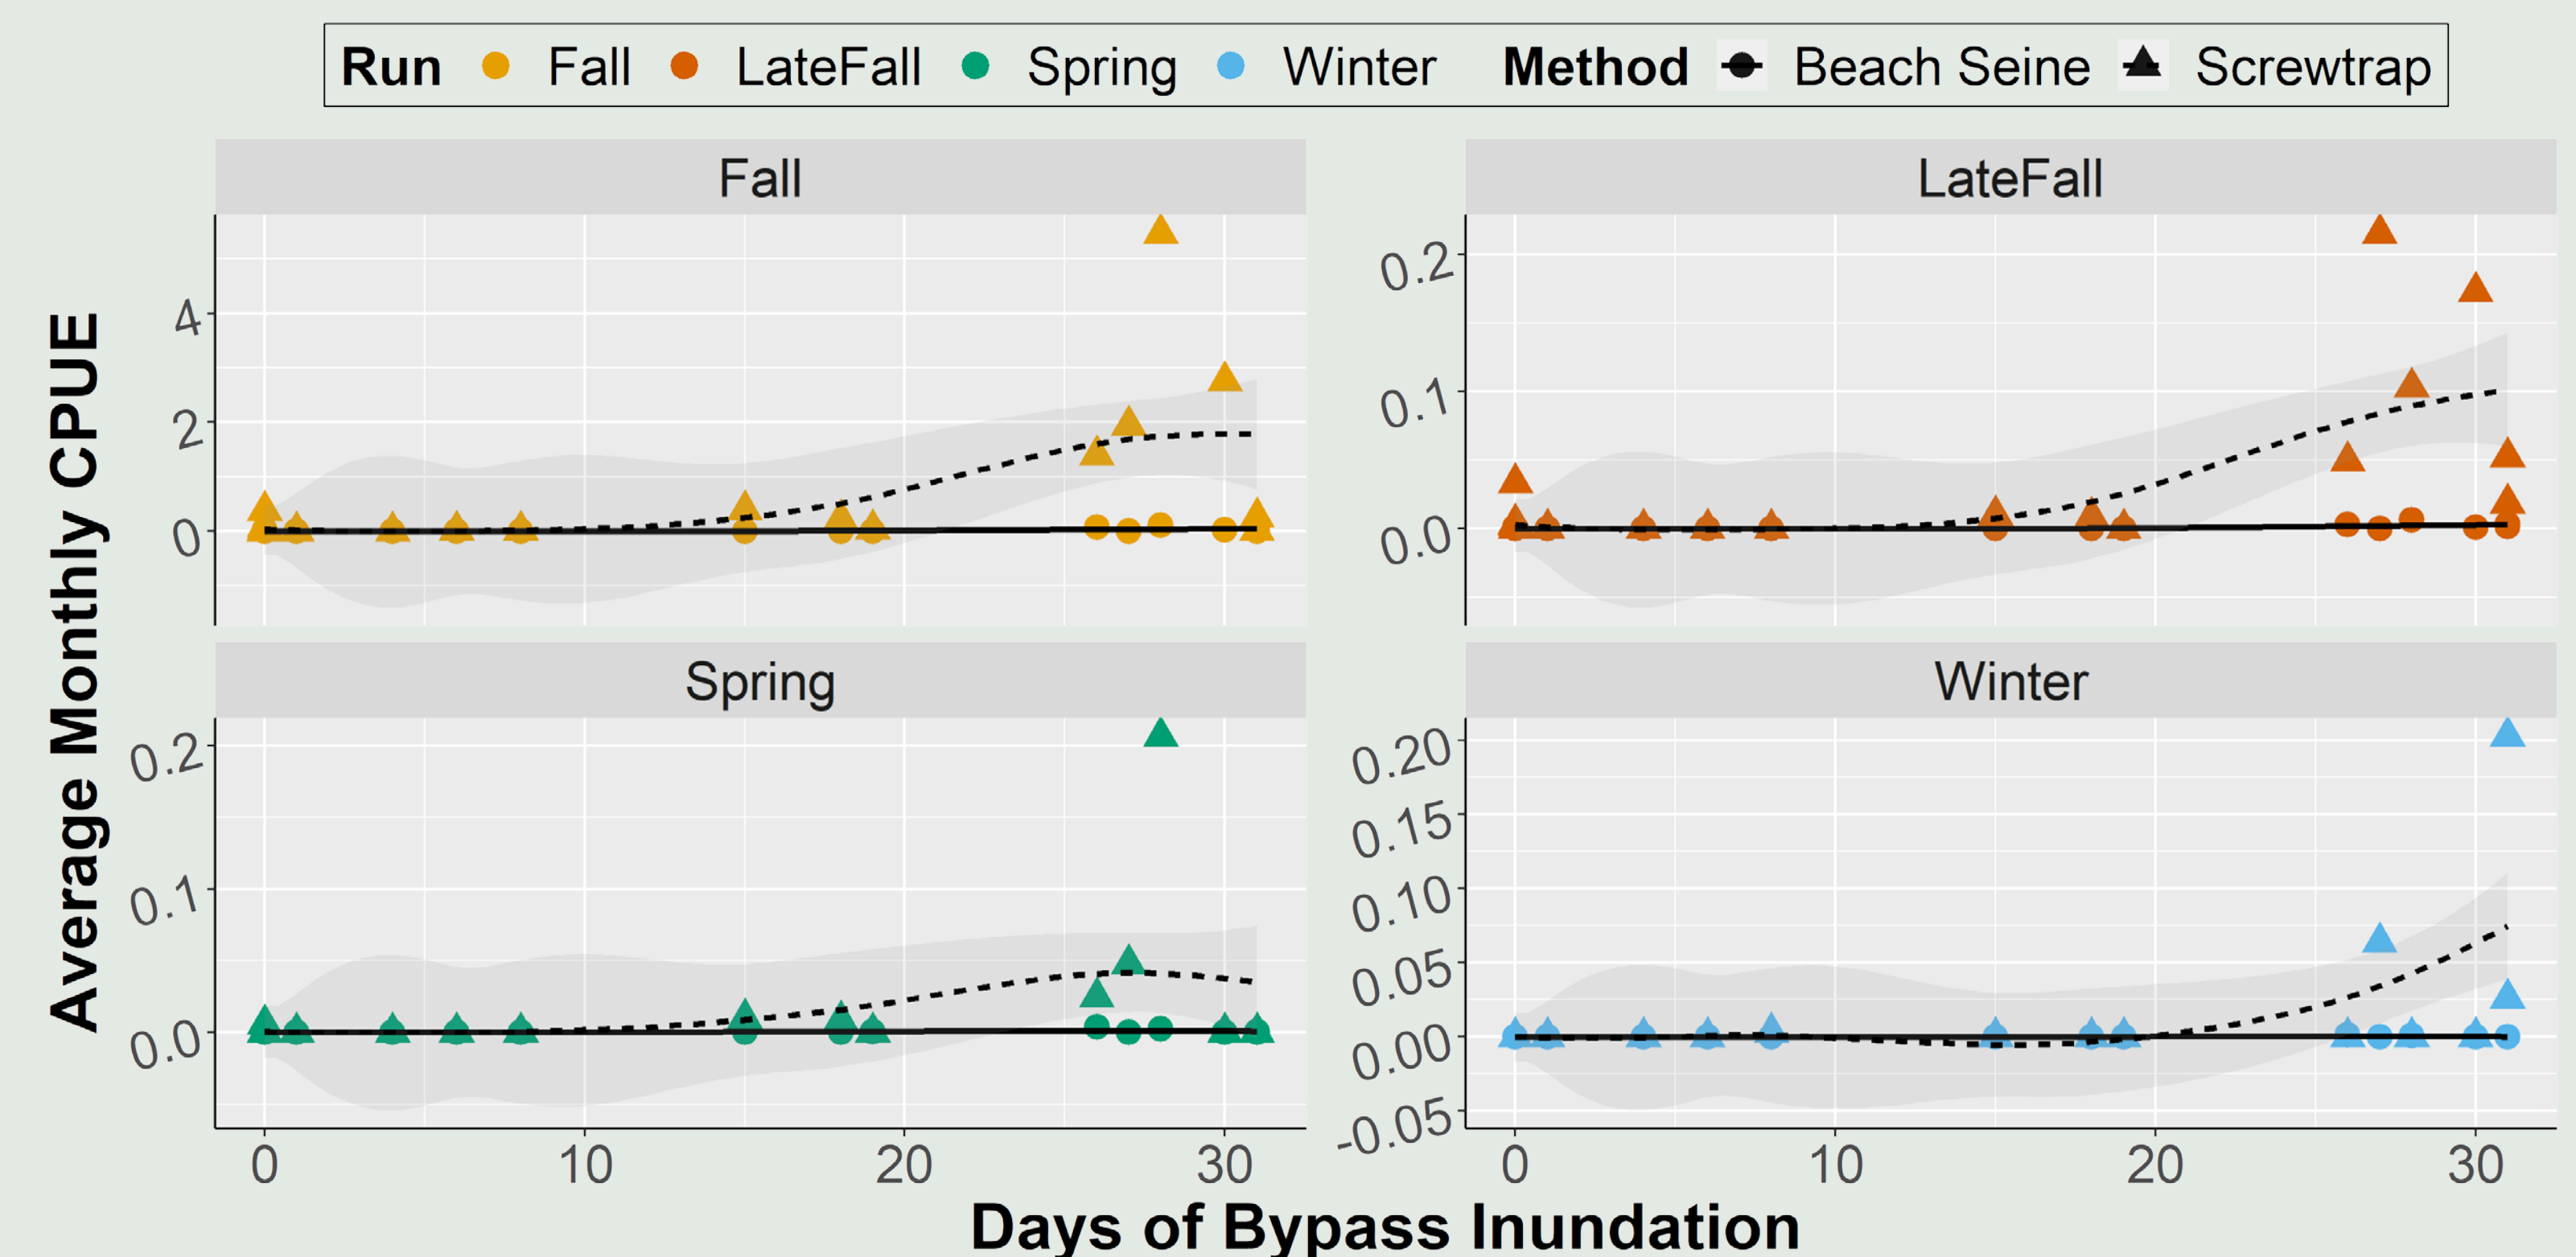 Run Fall LateFall Spring Winter Method Beach Seine Screwtrap
Fall
LateFall
4
2
0
0.2
0.1
0.0
Spring
Winter
0.2
0.1
0.0
0.20
0.15
0.10
0.05
0.00
-0.05
0 10 20 30
0 10 20 30
Average Monthly CPUE
Days of Bypass Inundation